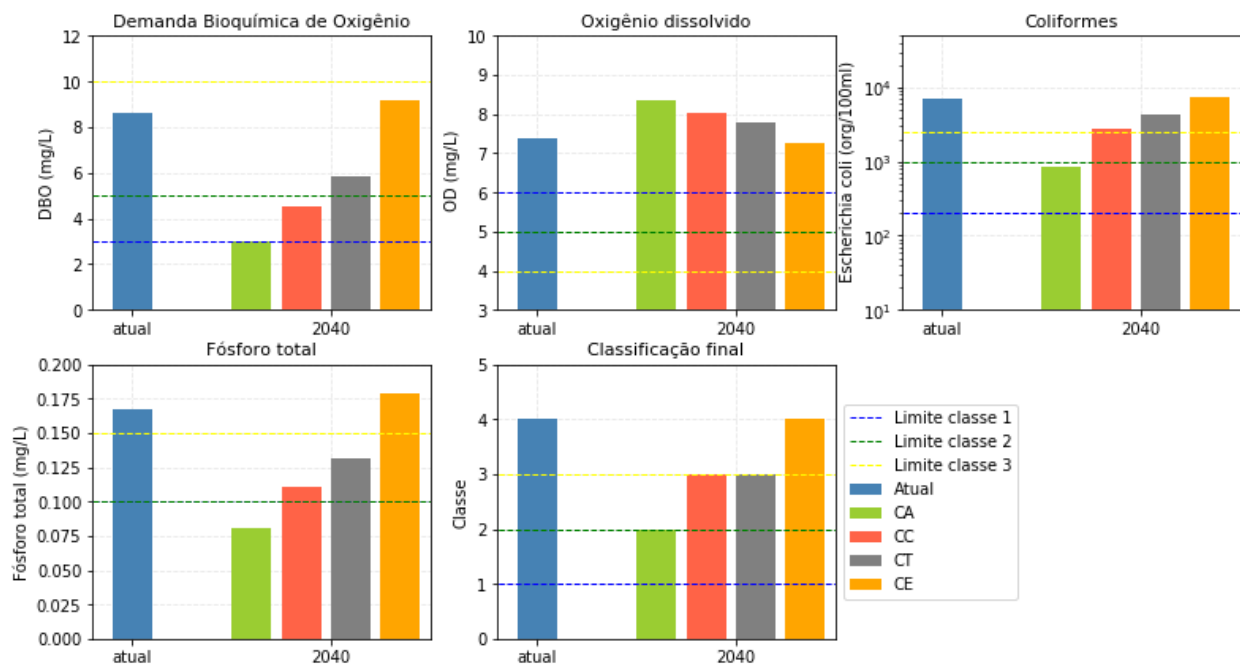 Demanda Bioquímica de Oxigênio
12
10
8
6
4
2
0
DBO (mg/L)
atual
2040
Oxigênio dissolvido
10
9
8
7
6
5
4
3
OD (mg/L)
atual
2040
Coliformes
10⁴
10³
10²
10¹
Escherichia coli (org/100ml)
atual
2040
Fósforo total
0.200
0.175
0.150
0.125
0.100
0.075
0.050
0.025
0.000
Fósforo total (mg/L)
atual
2040
Classificação final
5
4
3
2
1
0
Classe
atual
2040
Limite classe 1
Limite classe 2
Limite classe 3
Atual
CA
CC
CT
CE